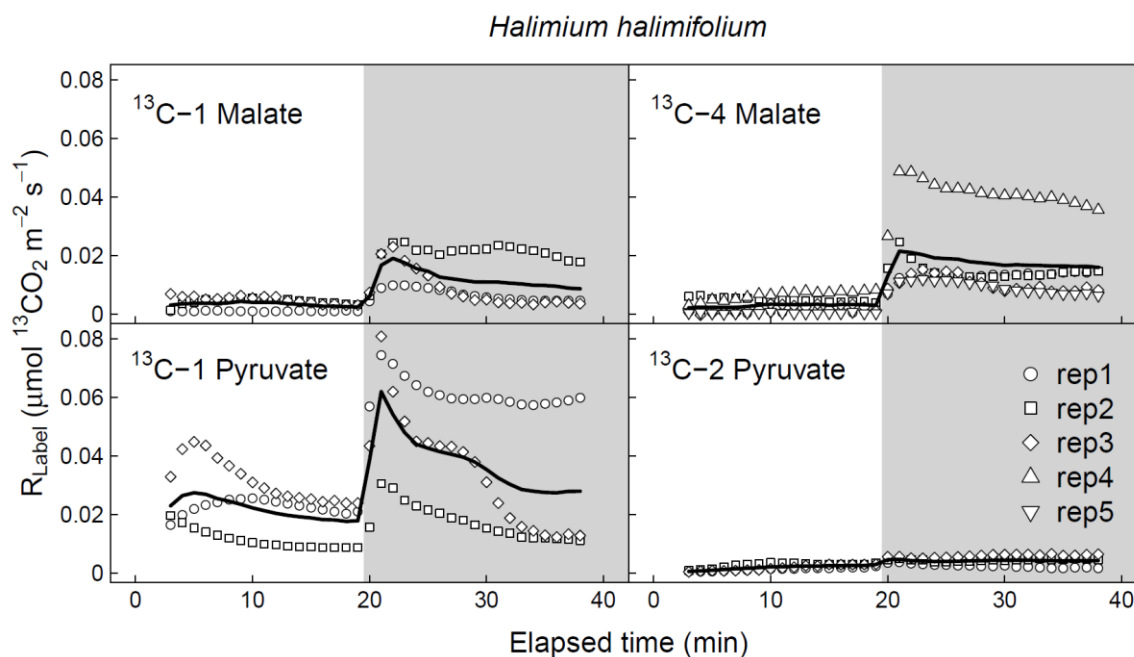 Halimium halimifolium
0.08
0.06
0.04
0.02
0
¹³C−1 Malate
¹³C−4 Malate
0.08
0.06
0.04
0.02
0
¹³C−1 Pyruvate
¹³C−2 Pyruvate
rep1
rep2
rep3
rep4
rep5
R_Label (μmol ¹³CO₂ m⁻² s⁻¹)
0 10 20 30 40 0 10 20 30 40
Elapsed time (min)